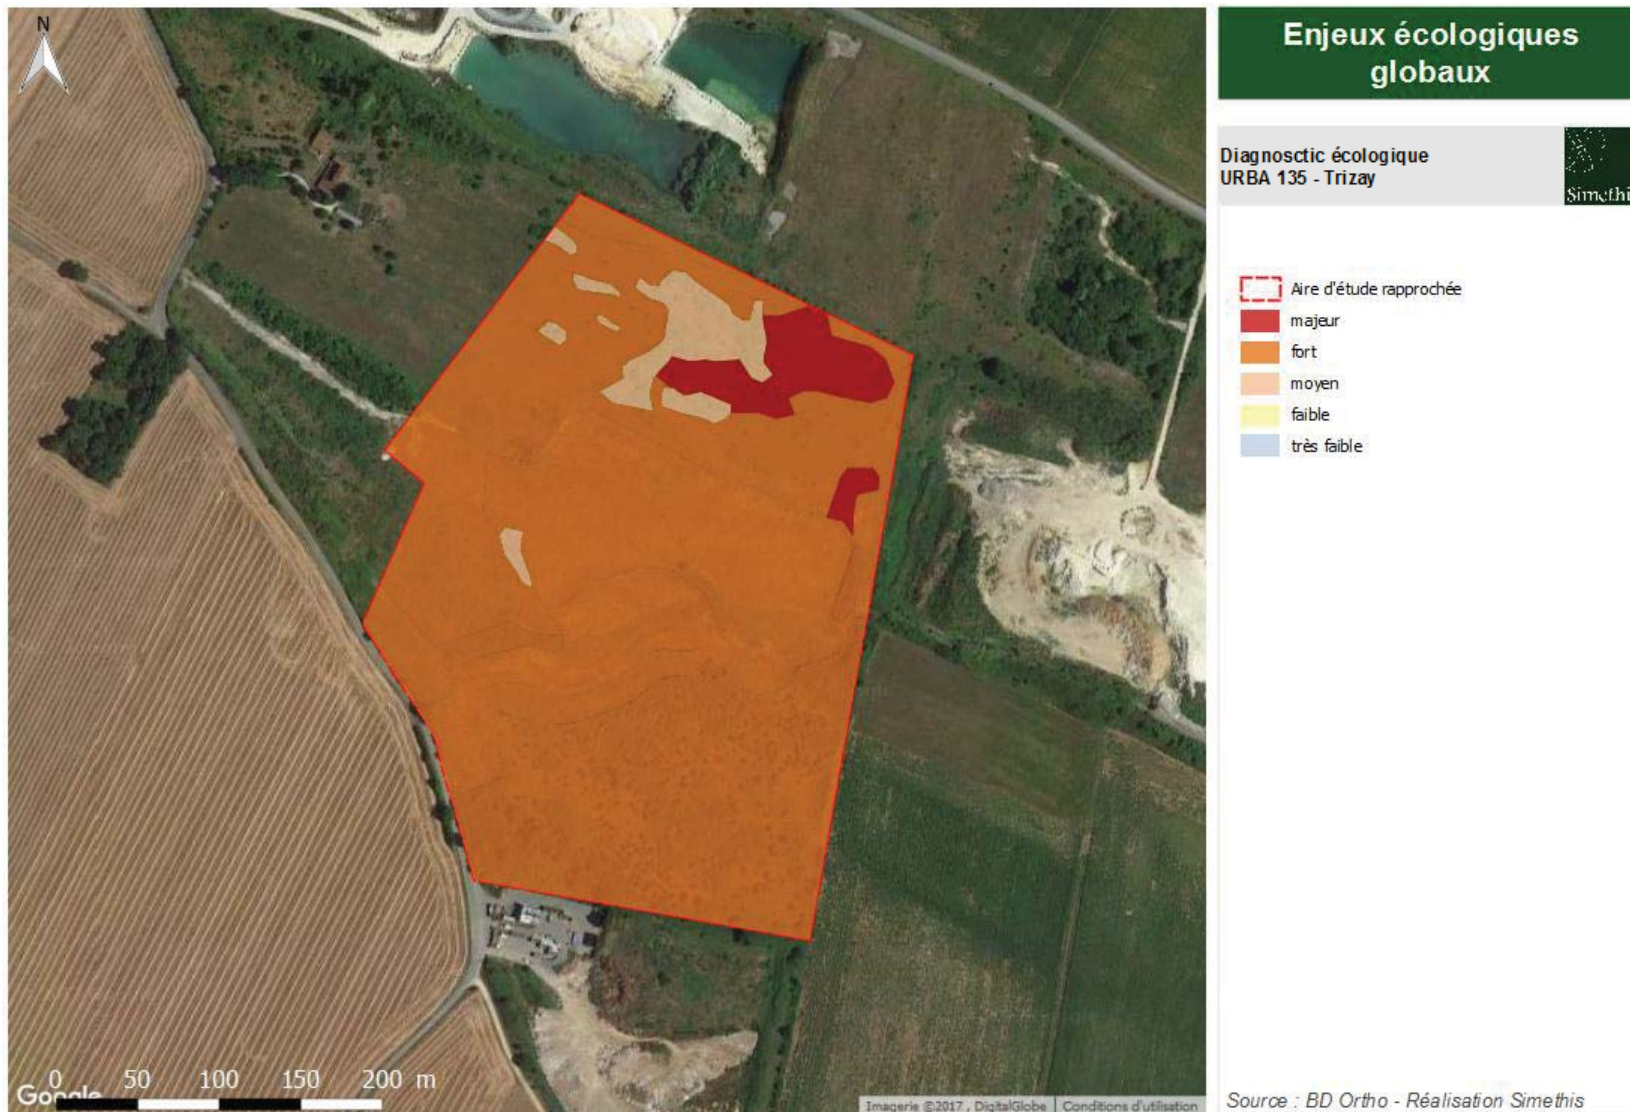 N
Enjeux écologiques
globaux
Diagnosctic écologique
URBA 135 - Trizay
Simethi
Aire d'étude rapprochée
majeur
fort
moyen
faible
très faible
0 50 100 150 200 m
Google
Imagerie ©2017 , DigitalGlobe Conditions d'utilisation
Source : BD Ortho - Réalisation Simethis